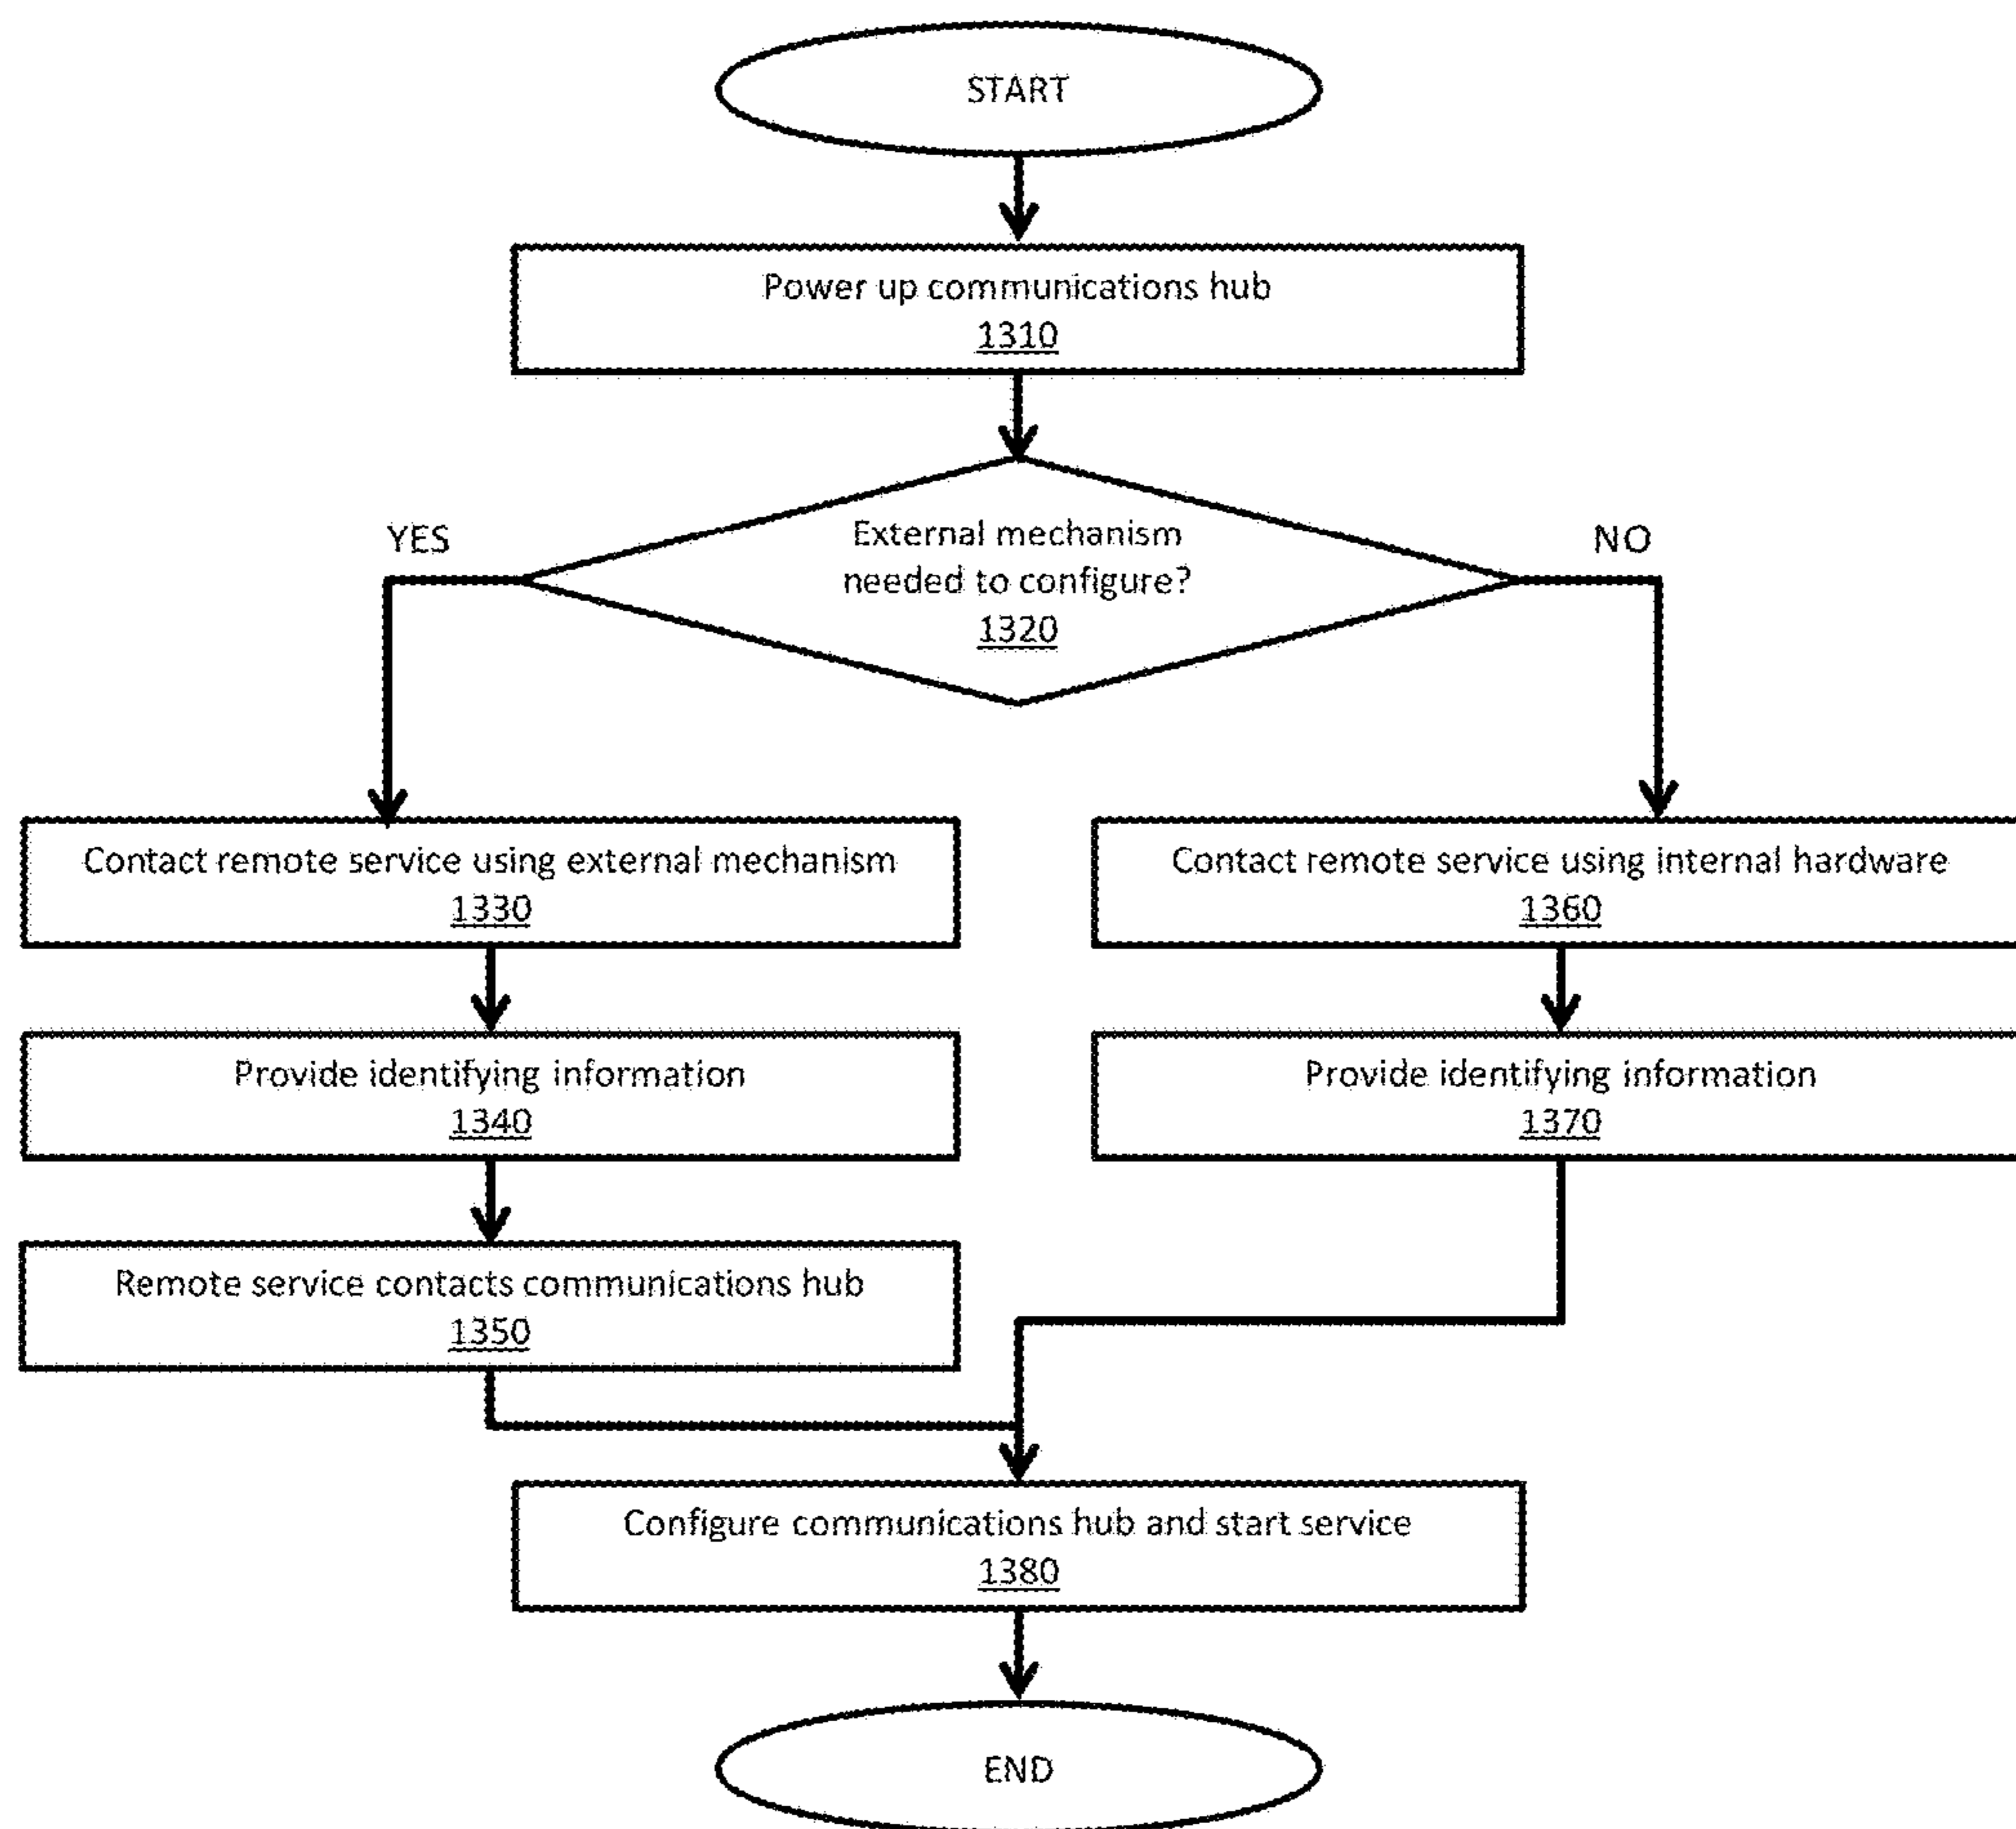 START
Power up communications hub
1310
YES
External mechanism
needed to configure?
1320
NO
Contact remote service using external mechanism
1330
Contact remote service using internal hardware
1360
Provide identifying information
1340
Provide identifying information
1370
Remote service contacts communications hub
1350
Configure communications hub and start service
1380
END